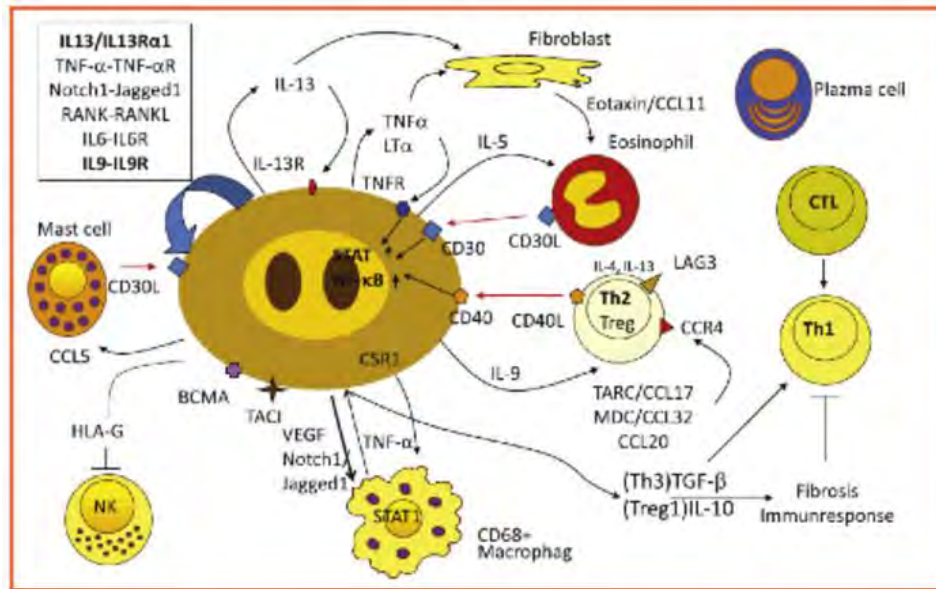 IL13/IL13Rα1
TNF-α-TNF-αR
Notch1-Jagged1
RANK-RANKL
IL6-IL6R
IL9-IL9R
Fibroblast
IL-13
Eotaxin/CCL11
Plasma cell
TNFα
LTα
IL-5
Eosinophil
IL-13R
TNFR
CTL
Mast cell
STAT
CD30
CD30L
IL-4, IL-13
LAG3
CD30L
NF-κB
Th2
Treg
Th1
CD40
CD40L
CCR4
CCL5
CSR1
IL-9
BCMA
TACI
TARC/CCL17
MDC/CCL32
CCL20
HLA-G
VEGF
Notch1/
Jagged1
TNF-α
(Th3)TGF-β
(Treg1)IL-10
Fibrosis
Immunresponse
NK
STAT1
CD68+
Macrophag